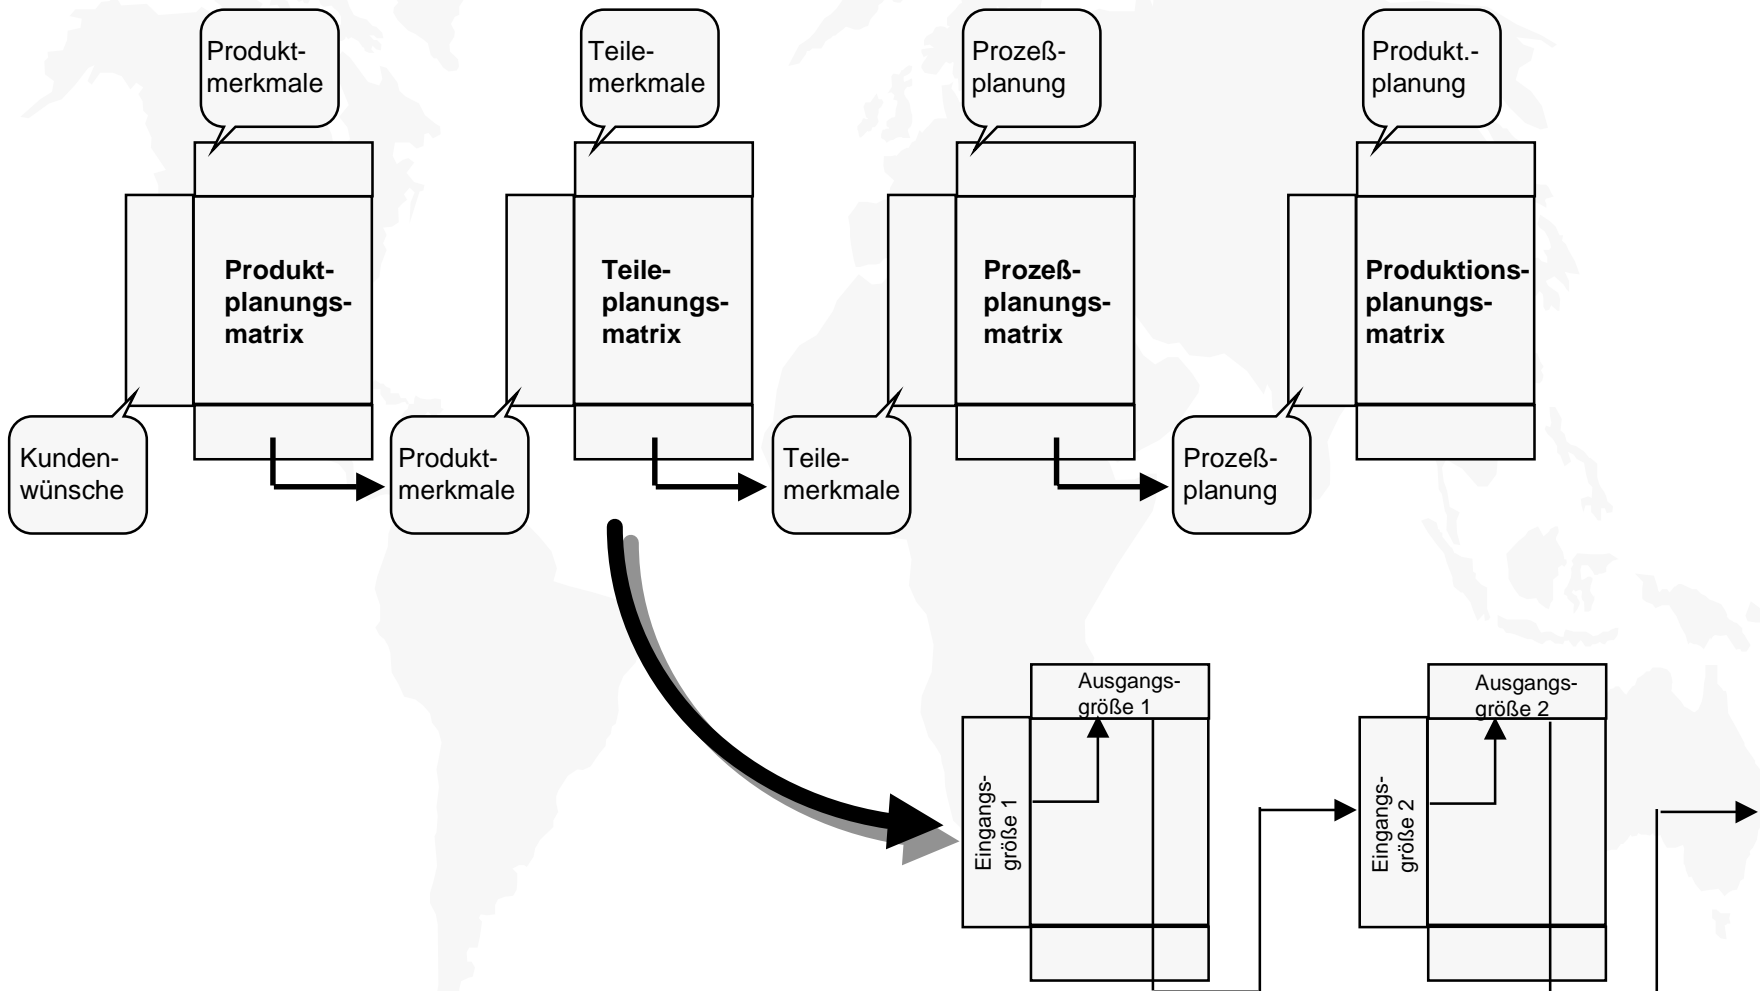 Produkt-
merkmale
Teile-
merkmale
Prozeß-
planung
Produkt.-
planung
Produkt-
planungs-
matrix
Teile-
planungs-
matrix
Prozeß-
planungs-
matrix
Produktions-
planungs-
matrix
Kunden-
wünsche
Produkt-
merkmale
Teile-
merkmale
Prozeß-
planung
Ausgangs-
größe 1
Ausgangs-
größe 2
Eingangs-
größe 1
Eingangs-
größe 2